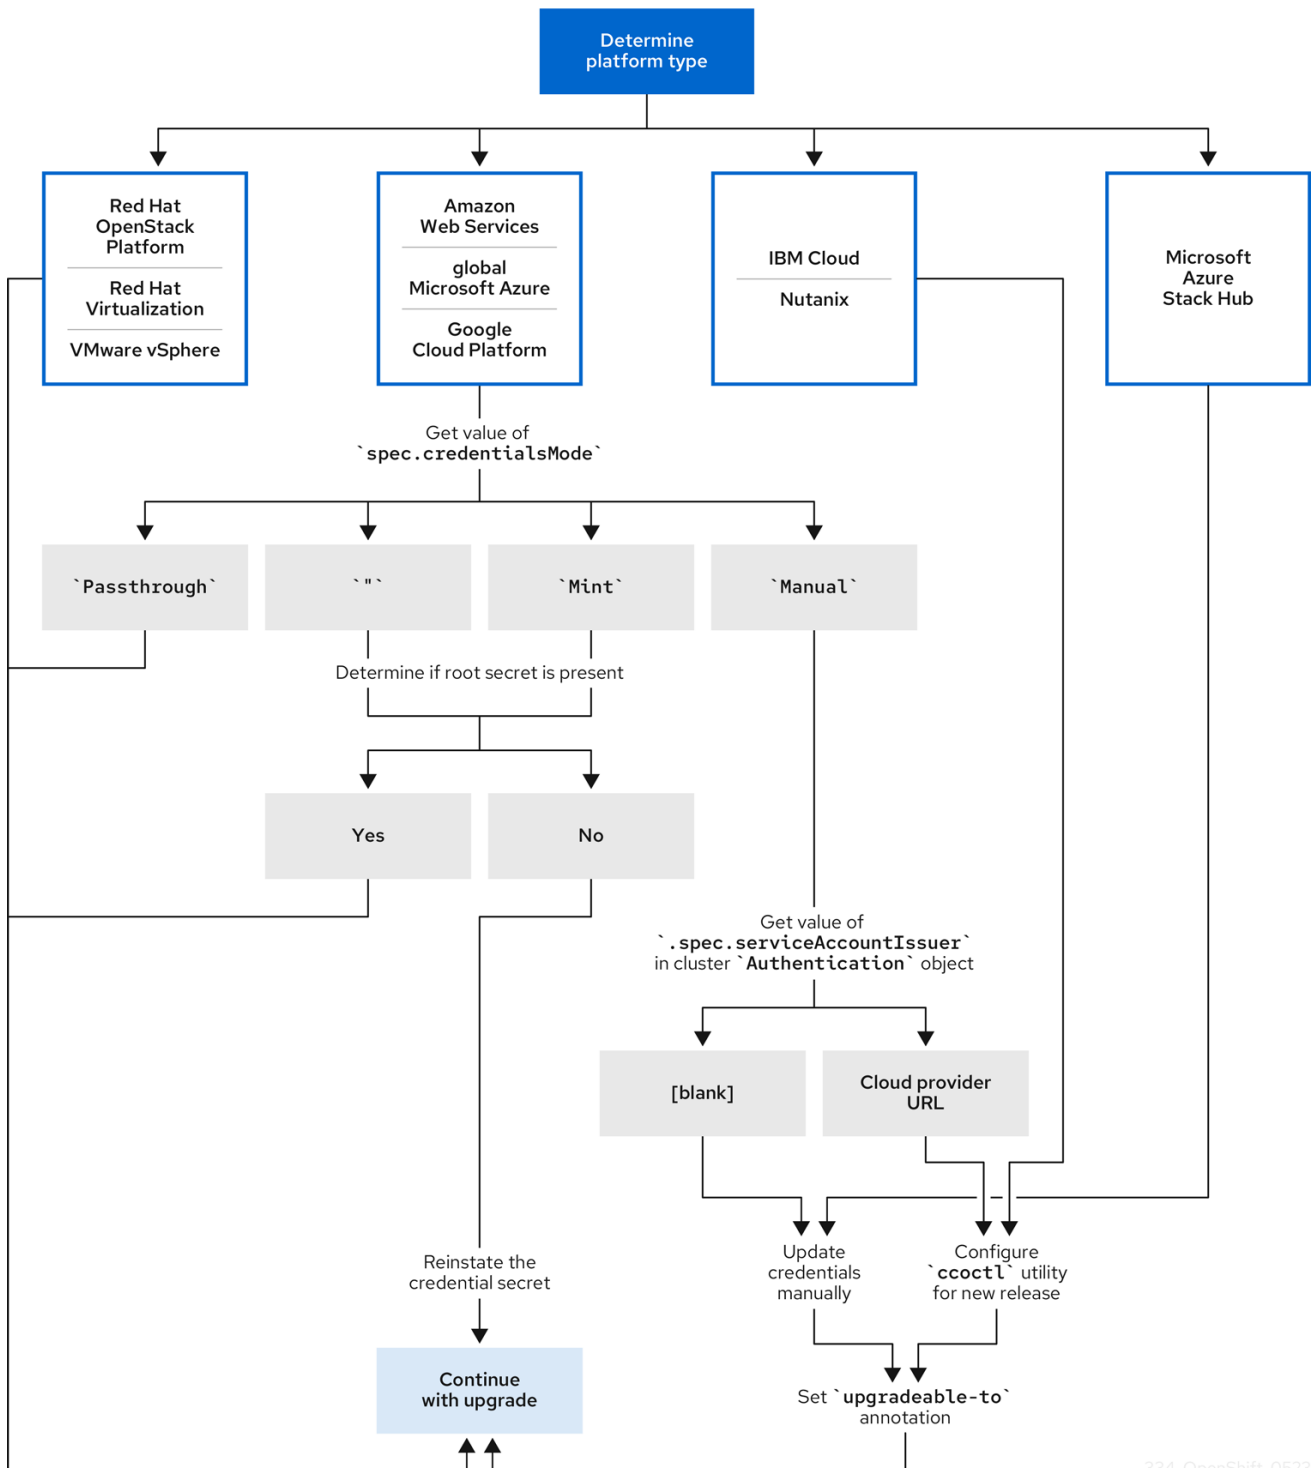 Determine
platform type
Red Hat
OpenStack
Platform
Red Hat
Virtualization
VMware vSphere
Amazon
Web Services
global
Microsoft Azure
Google
Cloud Platform
IBM Cloud
Nutanix
Microsoft
Azure
Stack Hub
Get value of
`spec.credentialsMode`
`Passthrough`
`"`
`Mint`
`Manual`
Determine if root secret is present
Yes
No
Get value of
`.spec.serviceAccountIssuer`
in cluster `Authentication` object
[blank]
Cloud provider
URL
Reinstate the
credential secret
Update
credentials
manually
Configure
`ccoctl` utility
for new release
Continue
with upgrade
Set `upgradeable-to`
annotation